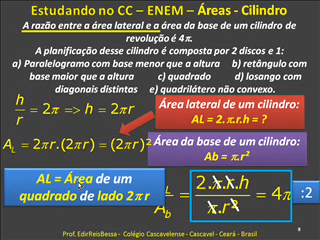 Estudando no CC – ENEM – Áreas - Cilindro
A razão entre a área lateral e a área da base de um cilindro de
revolução é 4π.
A planificação desse cilindro é composta por 2 discos e 1:
a) Paralelogramo com base menor que a altura b) retângulo com
base maior que a altura c) quadrado d) losango com
diagonais distintas e) quadrilátero não convexo.
h/r = 2π => h = 2πr
Área lateral de um cilindro:
AL = 2.π.r.h = ?
A_L = 2πr.(2πr) = (2πr)²
Área da base de um cilindro:
Ab = π.r²
AL = Área de um
quadrado de lado 2πr
A_b
2.π.r.h / π.r² = 4π
:2
Prof. EdirReisBessa - Colégio Cascavelense - Cascavel - Ceará - Brasil
8